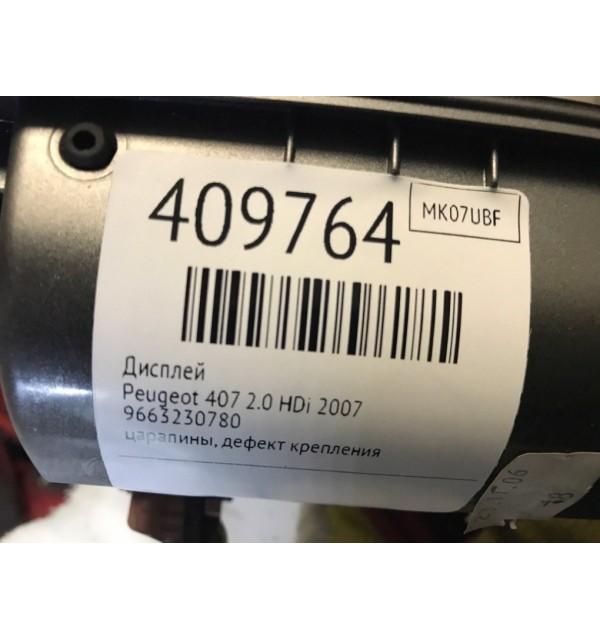 409764
MK07UBF
Дисплей
Peugeot 407 2.0 HDi 2007
9663230780
царапины, дефект крепления